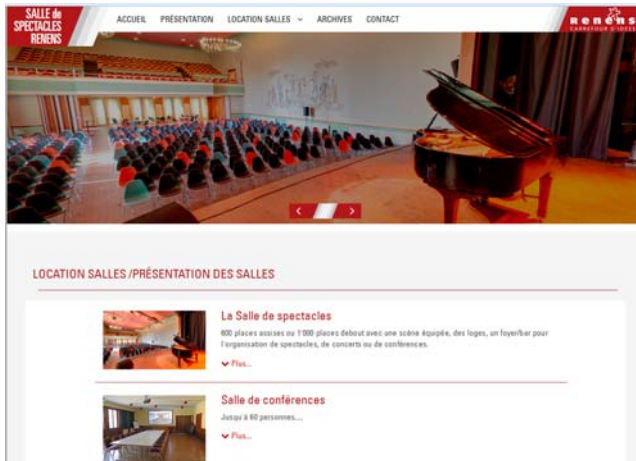 SALLE de
SPECTACLES
RENENS
ACCUEIL PRÉSENTATION LOCATION SALLES ARCHIVES CONTACT
Renens
CARREFOUR D'IDÉES
LOCATION SALLES /PRÉSENTATION DES SALLES
La Salle de spectacles
600 places assises ou 1'000 places debout avec une scène équipée, des loges, un foyer/bar pour
l'organisation de spectacles, de concerts ou de conférences.
Plus...
Salle de conférences
Jusqu'à 60 personnes....
Plus...